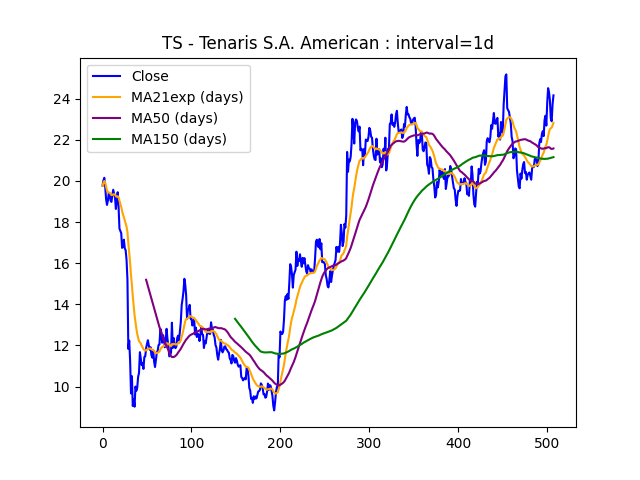 TS - Tenaris S.A. American : interval=1d
Close
MA21exp (days)
MA50 (days)
MA150 (days)
24
22
20
18
16
14
12
10
0 100 200 300 400 500